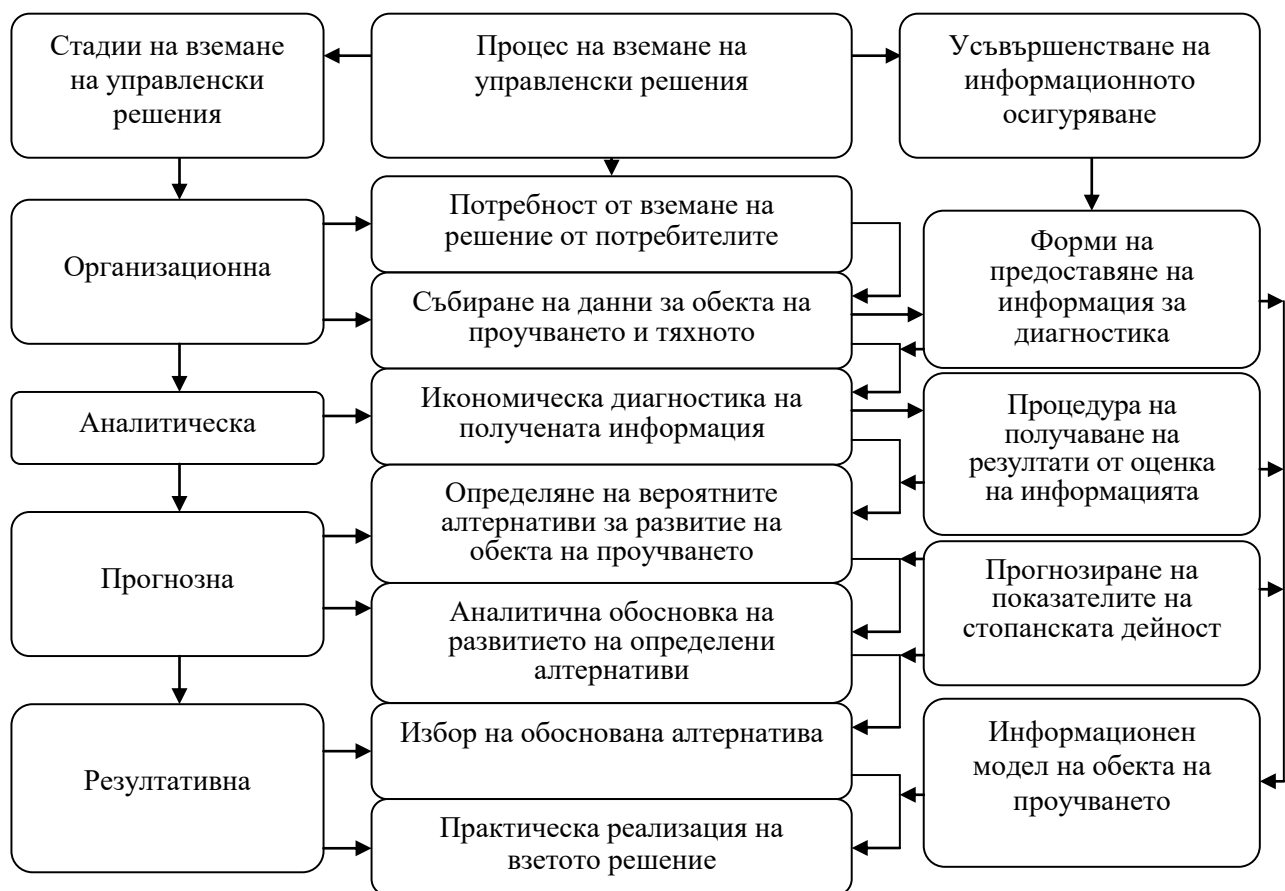 Стадии на вземане
на управленски
решения
Процес на вземане на
управленски решения
Усъвършенстване на
информационното
осигуряване
Организационна
Потребност от вземане на
решение от потребителите
Събиране на данни за обекта на
проучването и тяхното
Форми на
предоставяне на
информация за
диагностика
Аналитическа
Икономическа диагностика на
получената информация
Процедура на
получаване на
резултати от оценка
на информацията
Прогнозна
Определяне на вероятните
алтернативи за развитие на
обекта на проучването
Аналитична обосновка на
развитието на определени
алтернативи
Прогнозиране на
показателите на
стопанската дейност
Резултативна
Избор на обоснована алтернатива
Практическа реализация на
взетото решение
Информационен
модел на обекта на
проучването